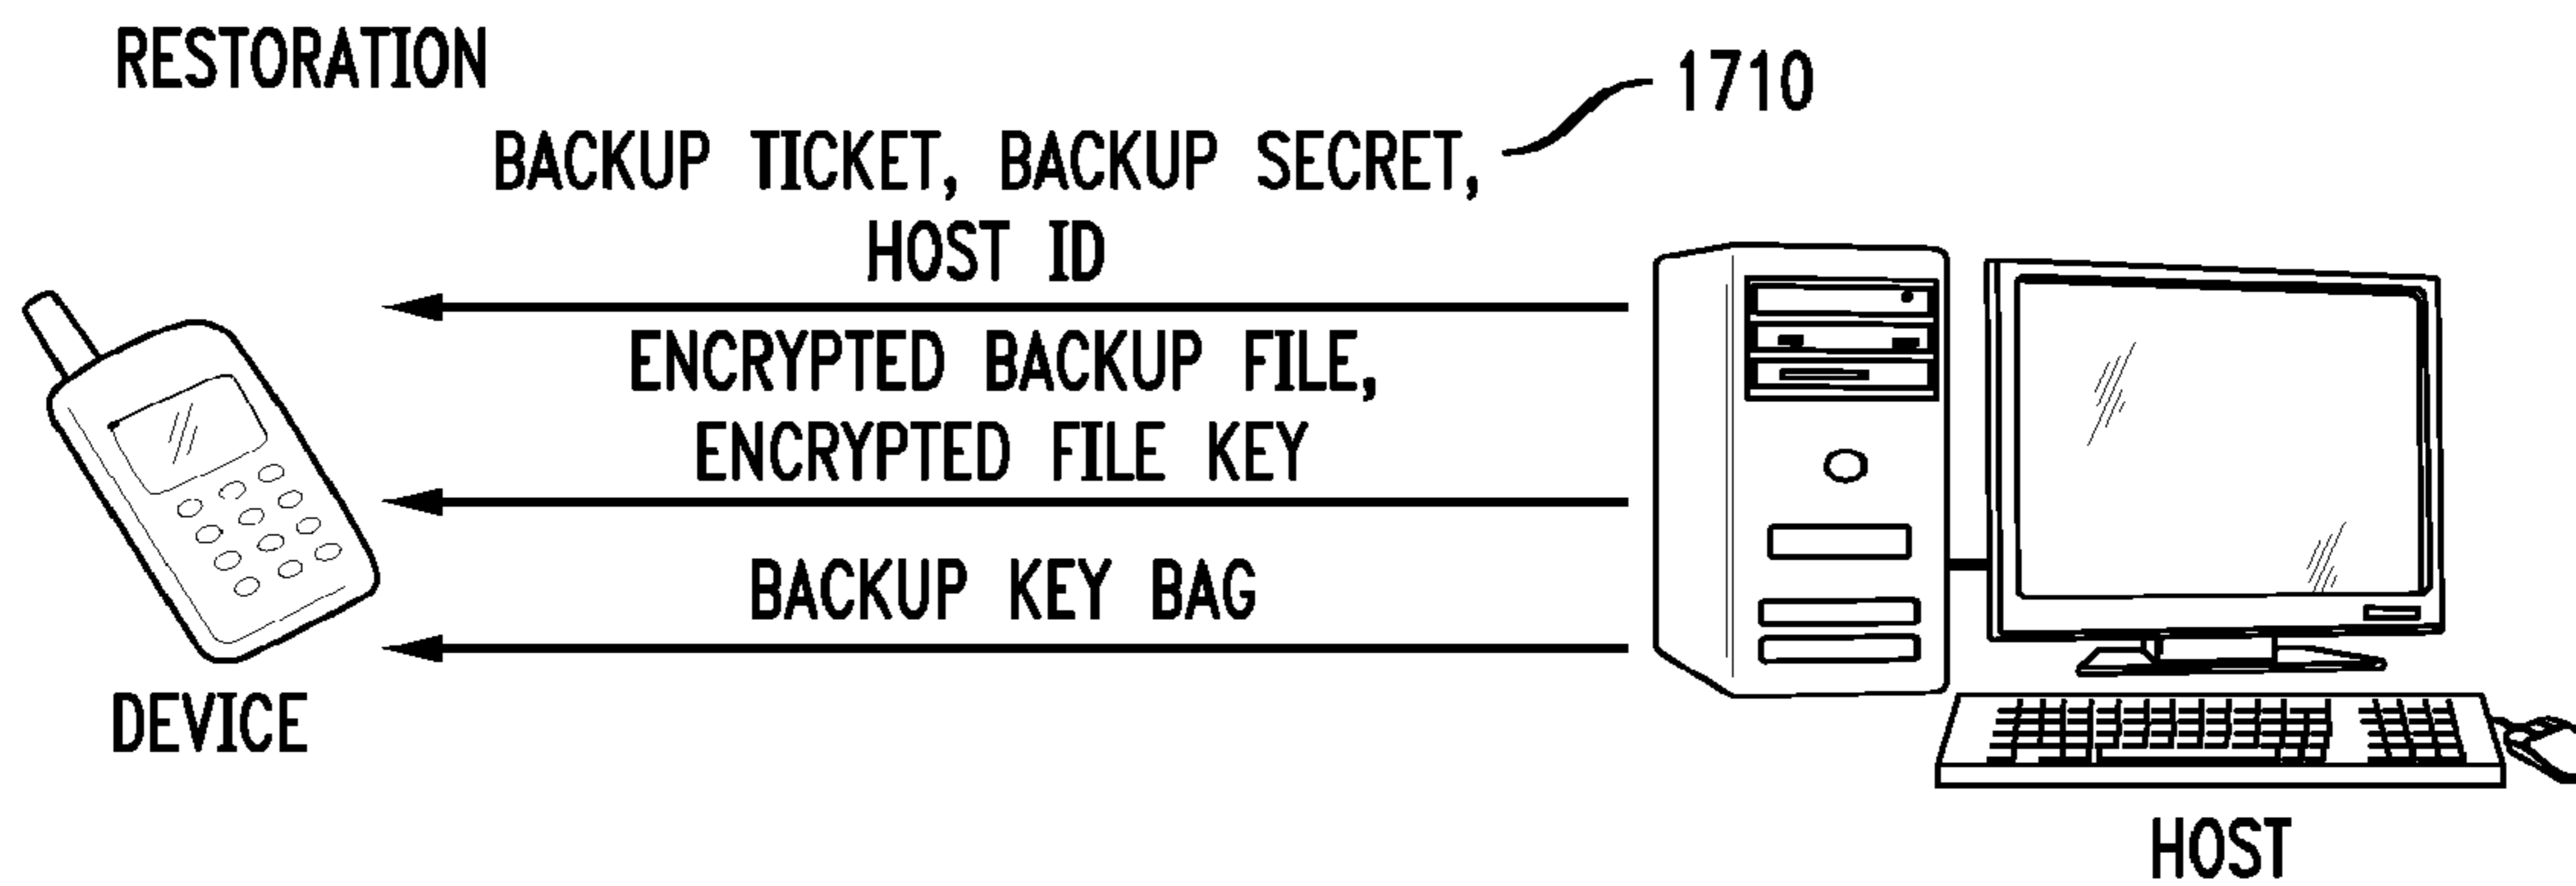 RESTORATION
1710
BACKUP TICKET, BACKUP SECRET,
HOST ID
ENCRYPTED BACKUP FILE,
ENCRYPTED FILE KEY
BACKUP KEY BAG
DEVICE
HOST